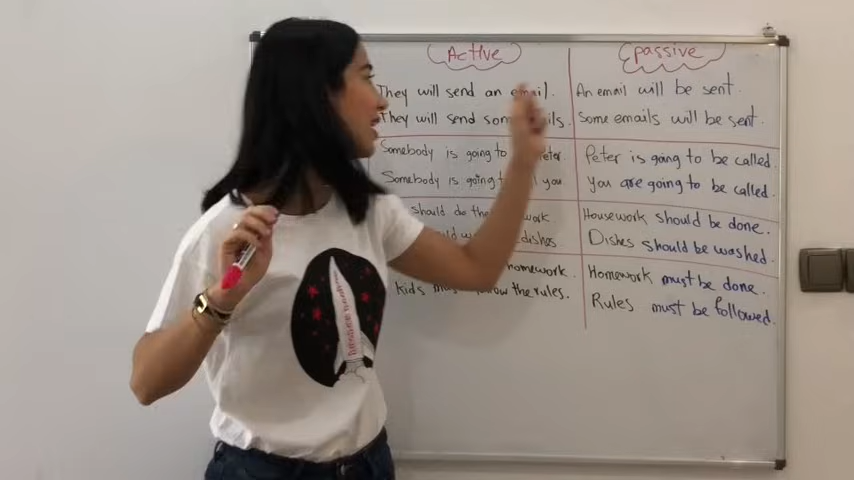 Active
passive
They will send an email.
An email will be sent.
They will send some
Some emails will be sent.
Somebody is going to Peter
Peter is going to be called.
Somebody is going to you
You are going to be called.
should do the work.
Housework should be done.
dishes.
Dishes should be washed.
homework.
Homework must be done.
Kids the rules.
Rules must be followed.